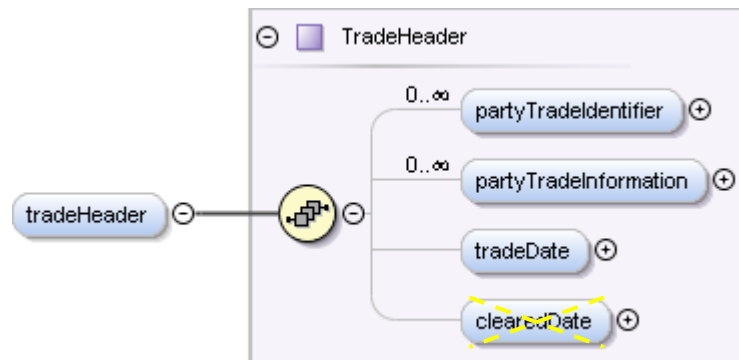 TradeHeader
0..∞
partyTradeIdentifier
0..∞
partyTradeInformation
tradeHeader
tradeDate
clearedDate